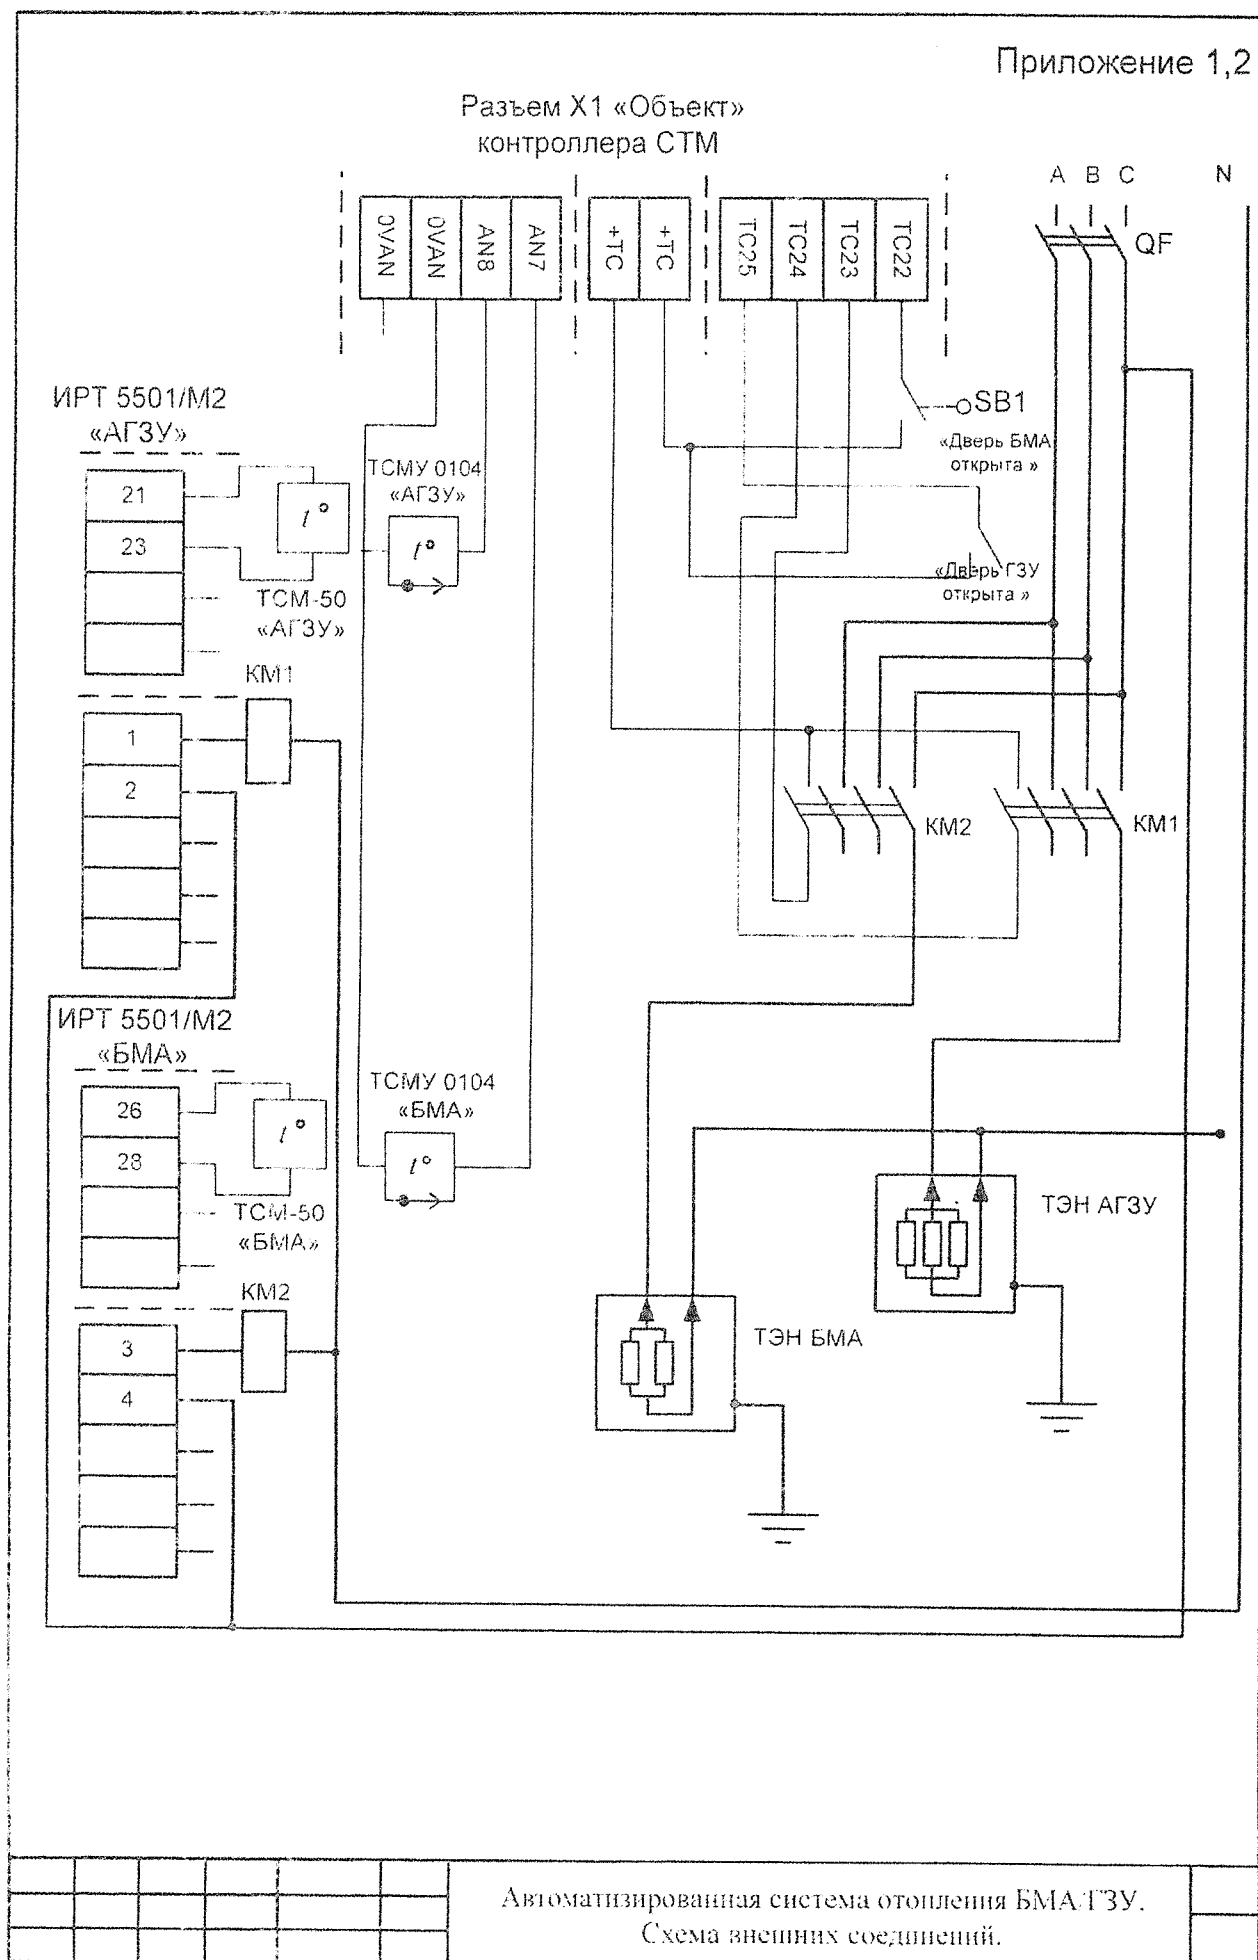 Приложение 1,2
Разъем X1 «Объект»
контроллера СТМ
A B C N
0VAN 0VAN AN8 AN7 +TC +TC TC25 TC24 TC23 TC22
QF
ИРТ 5501/М2
«АГЗУ»
SB1
«Дверь БМА
открыта »
ТСМУ 0104
«АГЗУ»
21
t°
23
t°
«Дверь ГЗУ
открыта »
ТСМ-50
«АГЗУ»
КМ1
1
2
КМ2
КМ1
ИРТ 5501/М2
«БМА»
ТСМУ 0104
«БМА»
26
t°
28
t°
ТСМ-50
«БМА»
ТЭН АГЗУ
КМ2
3
ТЭН БМА
4
Автоматизированная система отопления БМА/ГЗУ.
Схема внешних соединений.